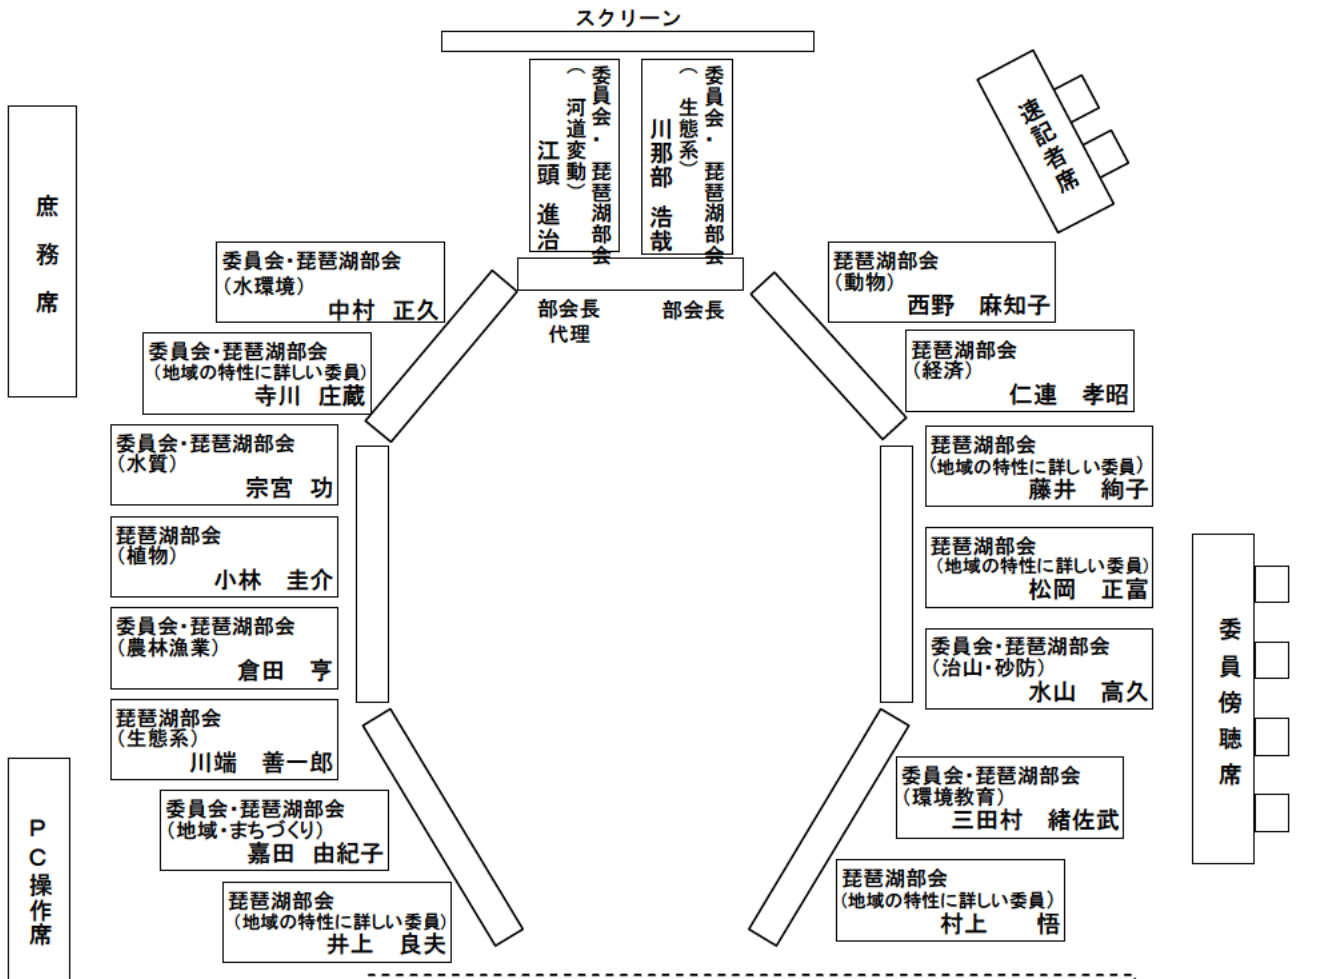 スクリーン
委員会・琵琶湖部会
(生態系)
川那部 浩哉
委員会・琵琶湖部会
(河道変動)
江頭 進治
部会長
代理
部会長
速記者席
庶務席
委員会・琵琶湖部会
(水環境)
中村 正久
委員会・琵琶湖部会
(地域の特性に詳しい委員)
寺川 庄蔵
委員会・琵琶湖部会
(水質)
宗宮 功
琵琶湖部会
(植物)
小林 圭介
委員会・琵琶湖部会
(農林漁業)
倉田 亨
琵琶湖部会
(生態系)
川端 善一郎
委員会・琵琶湖部会
(地域・まちづくり)
嘉田 由紀子
琵琶湖部会
(地域の特性に詳しい委員)
井上 良夫
PC操作席
琵琶湖部会
(動物)
西野 麻知子
琵琶湖部会
(経済)
仁連 孝昭
琵琶湖部会
(地域の特性に詳しい委員)
藤井 絢子
琵琶湖部会
(地域の特性に詳しい委員)
松岡 正富
委員会・琵琶湖部会
(治山・砂防)
水山 高久
委員会・琵琶湖部会
(環境教育)
三田村 緒佐武
琵琶湖部会
(地域の特性に詳しい委員)
村上 悟
委員傍聴席